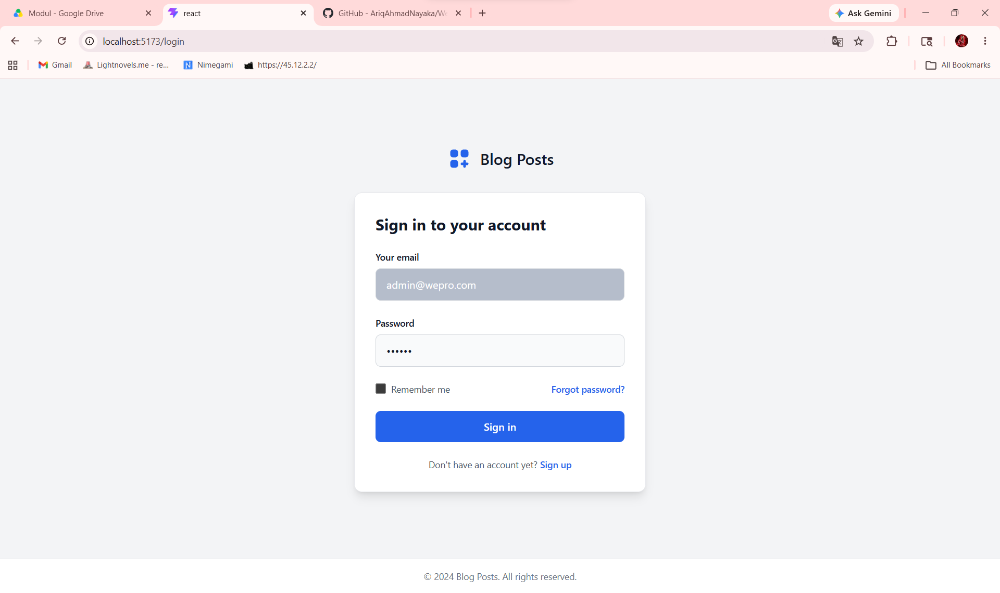 Modul - Google Drive
react
GitHub - AriqAhmadNayaka/We
Ask Gemini
localhost:5173/login
Gmail
Lightnovels.me - re...
Nimegami
https://45.12.2.2/
All Bookmarks
Blog Posts
Sign in to your account
Your email
admin@wepro.com
Password
••••••
Remember me
Forgot password?
Sign in
Don't have an account yet? Sign up
© 2024 Blog Posts. All rights reserved.